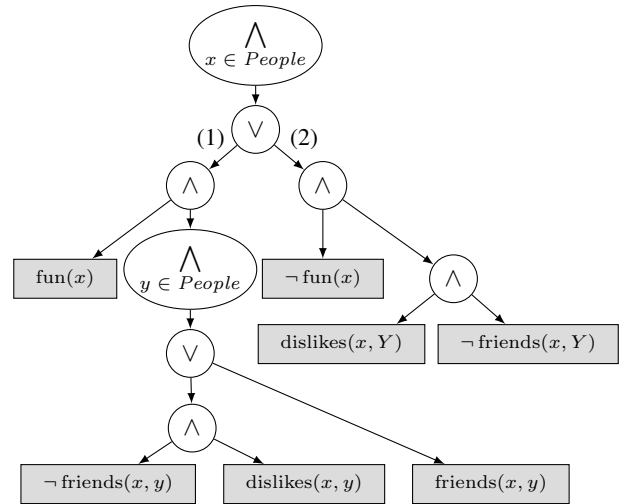 ⋀
x ∈ People
(1) ∨ (2)
∧ ∧
fun(x) ⋀ ¬ fun(x) ∧
y ∈ People
∨ dislikes(x, Y) ¬ friends(x, Y)
∧
¬ friends(x, y) dislikes(x, y) friends(x, y)